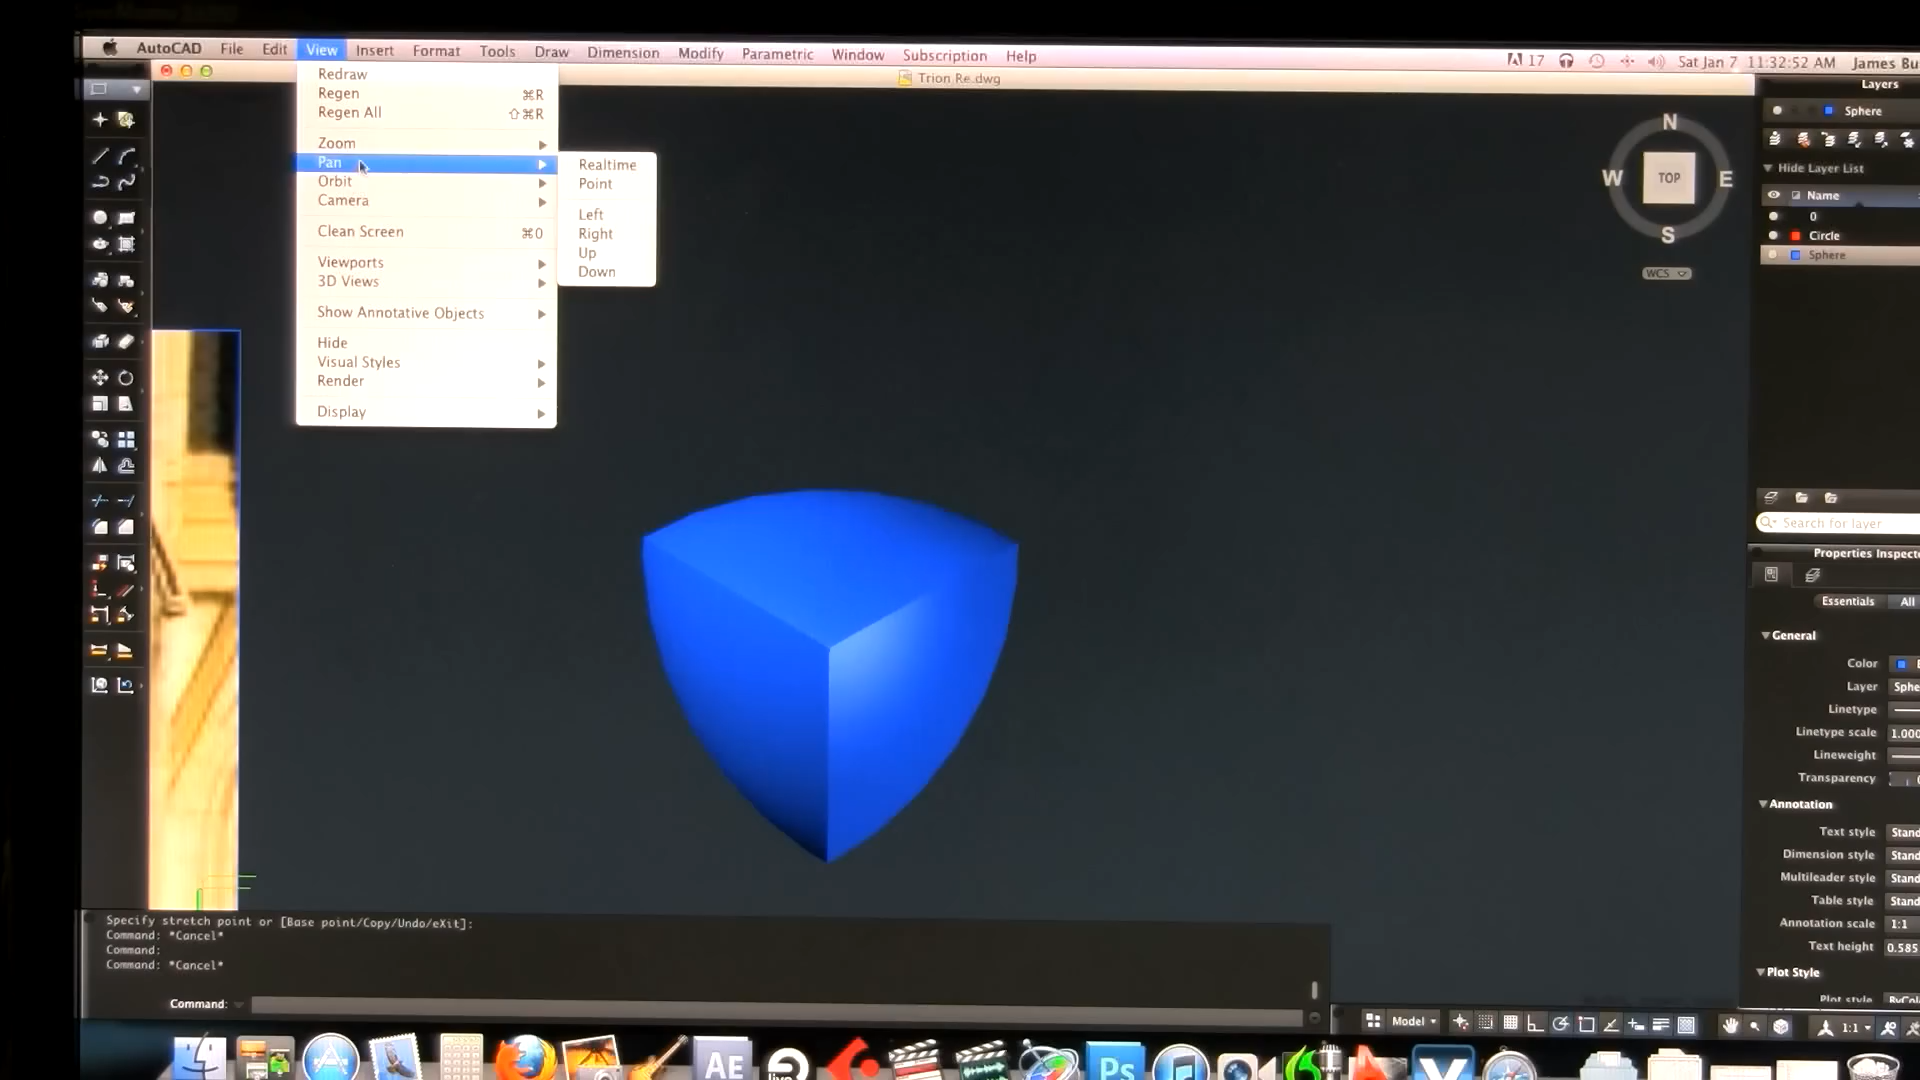 AutoCAD File Edit View Insert Format Tools Draw Dimension Modify Parametric Window Subscription Help
17 Sat Jan 7 11:32:52 AM James Bu
Trion Re.dwg
Redraw
Regen ⌘R
Regen All ⇧⌘R
Zoom
Pan
Orbit
Camera
Clean Screen ⌘0
Viewports
3D Views
Show Annotative Objects
Hide
Visual Styles
Render
Display
Realtime
Point
Left
Right
Up
Down
N
W TOP E
S
WCS
Layers
Sphere
Hide Layer List
Name
0
Circle
Sphere
Search for layer
Properties Inspecto
Essentials All
General
Color
Layer Sphe
Linetype
Linetype scale 1.000
Lineweight
Transparency
Annotation
Text style Stand
Dimension style Stand
Multileader style Stand
Table style Stand
Annotation scale 1:1
Text height 0.585
Plot Style
Plot style ByCol
Specify stretch point or [Base point/Copy/Undo/eXit]:
Command: *Cancel*
Command:
Command: *Cancel*
Command:
Model 1:1
AE
live
Ps